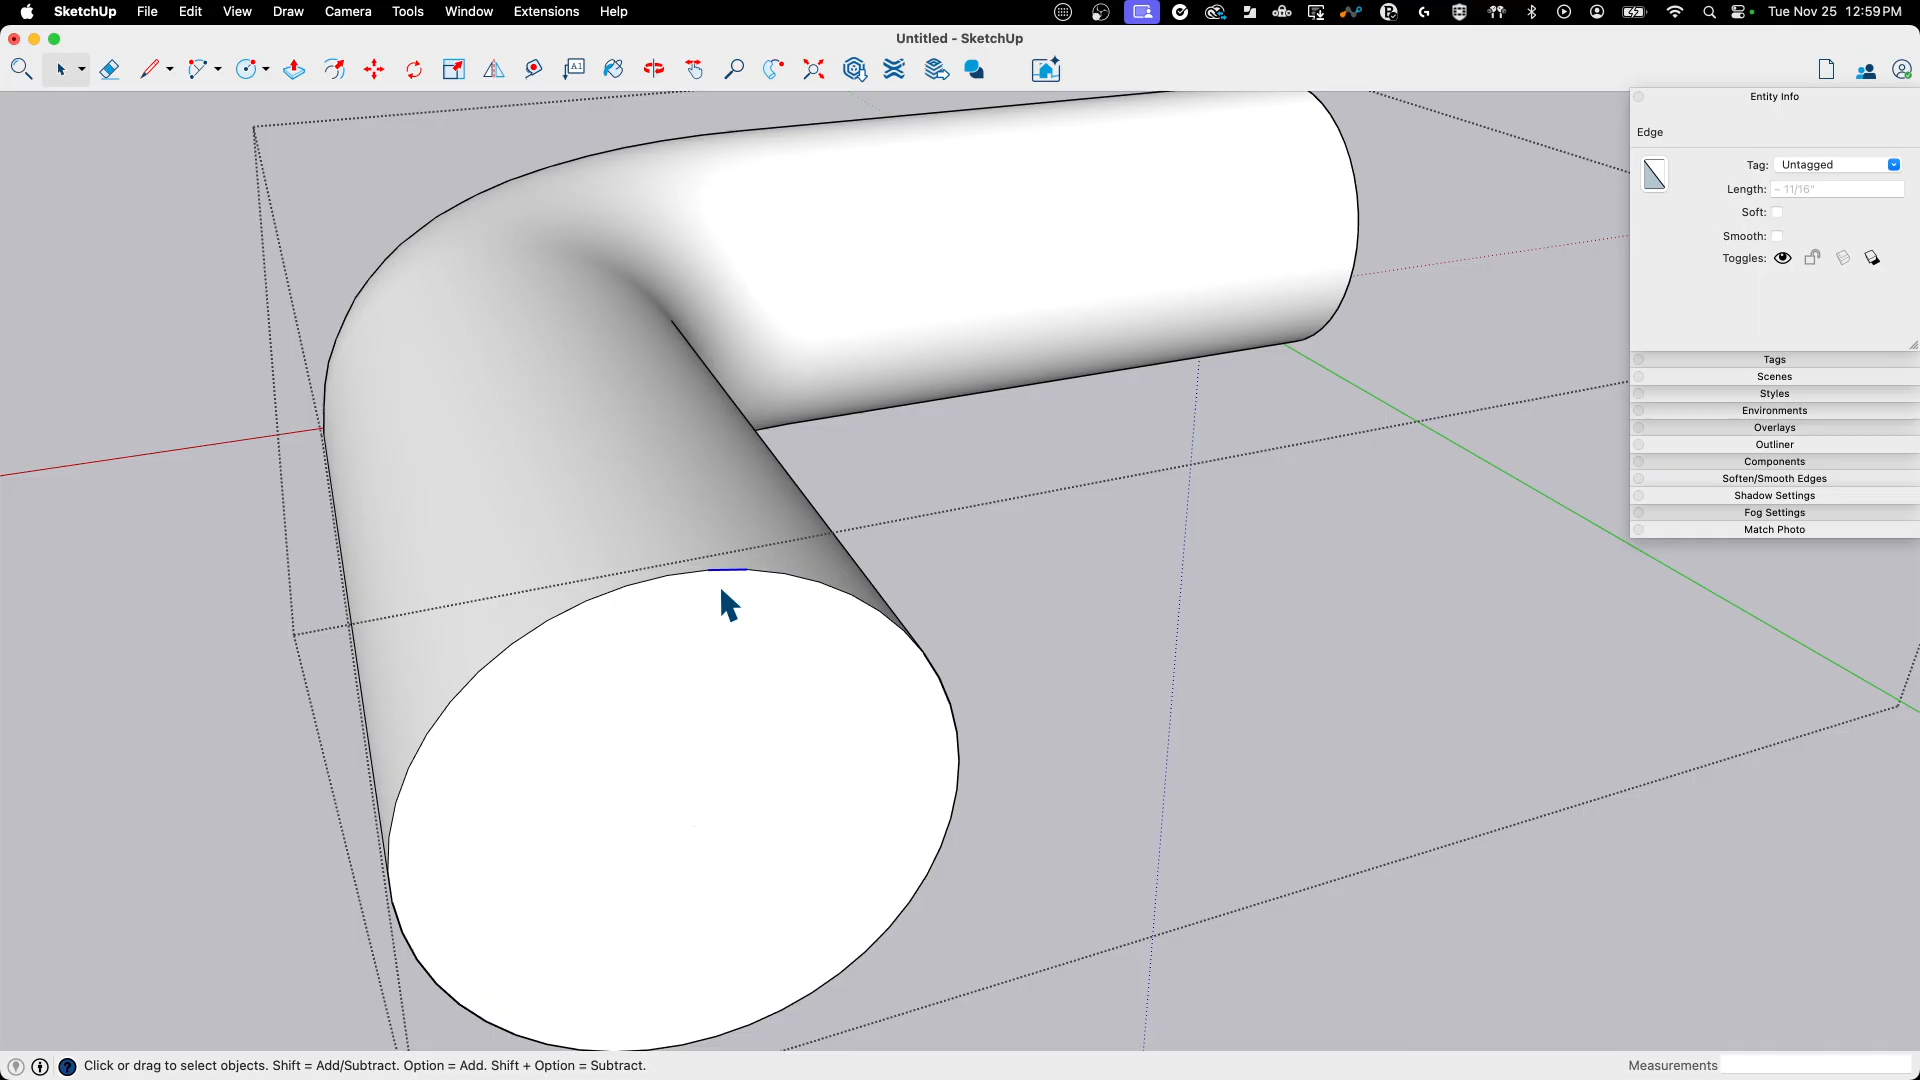 SketchUp File Edit View Draw Camera Tools Window Extensions Help Tue Nov 25 12:59 PM
Untitled - SketchUp
A1
Entity Info
Edge
Tag: Untagged
Length: ~ 11/16"
Soft:
Smooth:
Toggles:
Tags
Scenes
Styles
Environments
Overlays
Outliner
Components
Soften/Smooth Edges
Shadow Settings
Fog Settings
Match Photo
Click or drag to select objects. Shift = Add/Subtract. Option = Add. Shift + Option = Subtract.
Measurements